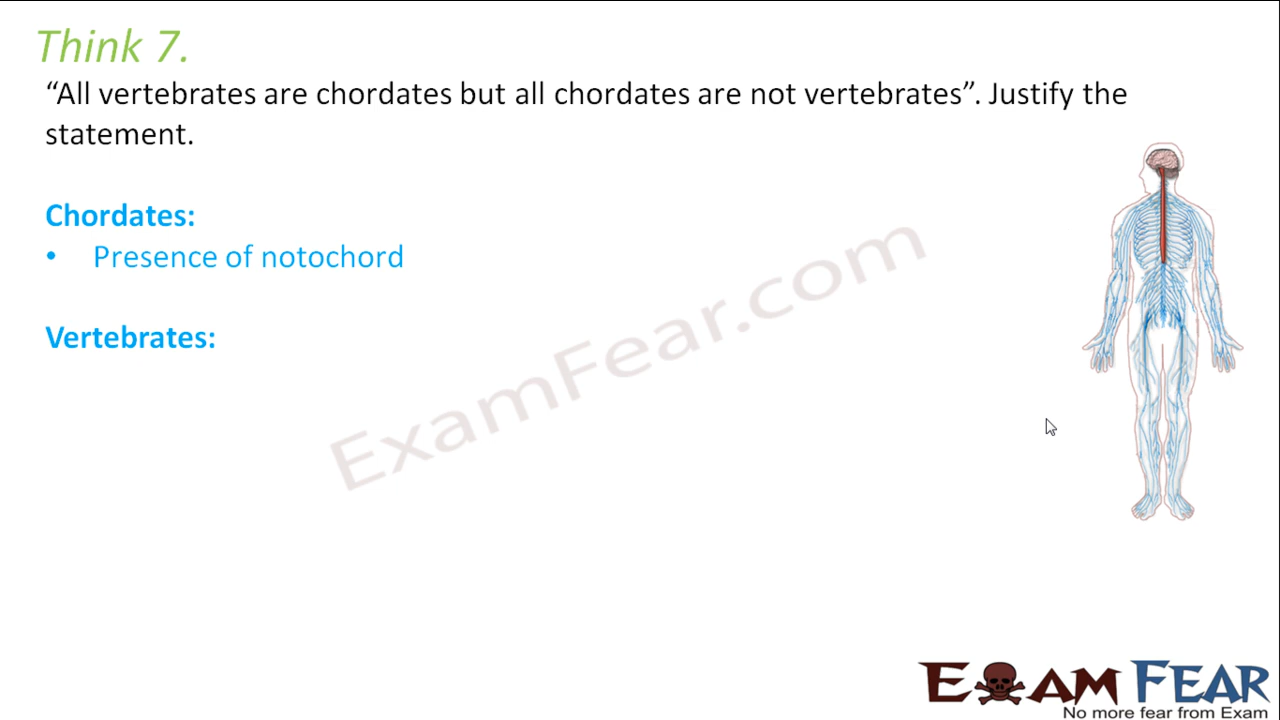 Think 7.
“All vertebrates are chordates but all chordates are not vertebrates”. Justify the
statement.
Chordates:
• Presence of notochord
Vertebrates:
ExamFear.com
EXAM FEAR
No more fear from Exam